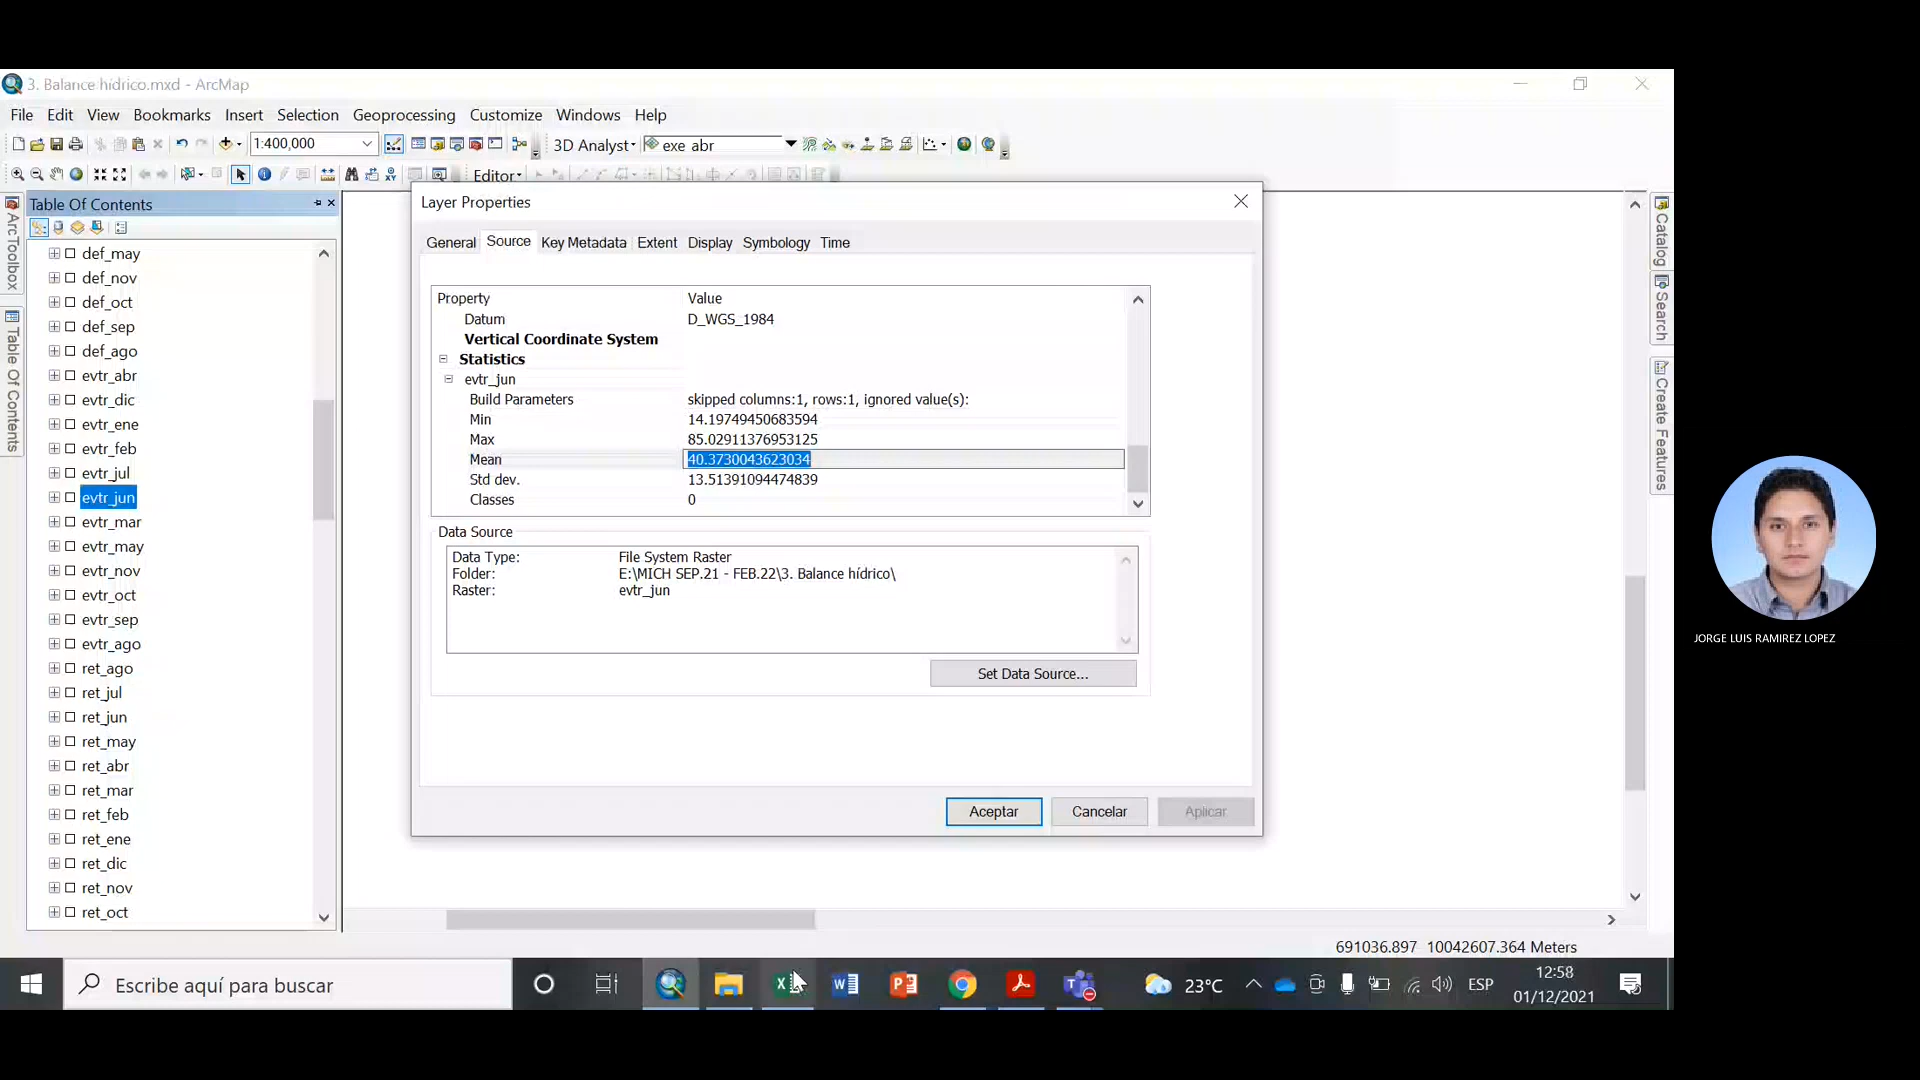 3. Balance hídrico.mxd - ArcMap
File Edit View Bookmarks Insert Selection Geoprocessing Customize Windows Help
1:400,000 3D Analyst exe abr
Editor
ArcToolbox
Table Of Contents
Table Of Contents
def_may
def_nov
def_oct
def_sep
def_ago
evtr_abr
evtr_dic
evtr_ene
evtr_feb
evtr_jul
evtr_jun
evtr_mar
evtr_may
evtr_nov
evtr_oct
evtr_sep
evtr_ago
ret_ago
ret_jul
ret_jun
ret_may
ret_abr
ret_mar
ret_feb
ret_ene
ret_dic
ret_nov
ret_oct
Layer Properties
General Source Key Metadata Extent Display Symbology Time
Property Value
Datum D_WGS_1984
Vertical Coordinate System
Statistics
evtr_jun
Build Parameters skipped columns:1, rows:1, ignored value(s):
Min 14.19749450683594
Max 85.02911376953125
Mean 40.3730043623034
Std dev. 13.51391094474839
Classes 0
Data Source
Data Type: File System Raster
Folder: E:\MICH SEP.21 - FEB.22\3. Balance hídrico\
Raster: evtr_jun
Set Data Source...
Aceptar Cancelar Aplicar
Catalog
Search
Create Features
JORGE LUIS RAMIREZ LOPEZ
691036.897 10042607.364 Meters
Escribe aquí para buscar
23°C
ESP
12:58
01/12/2021